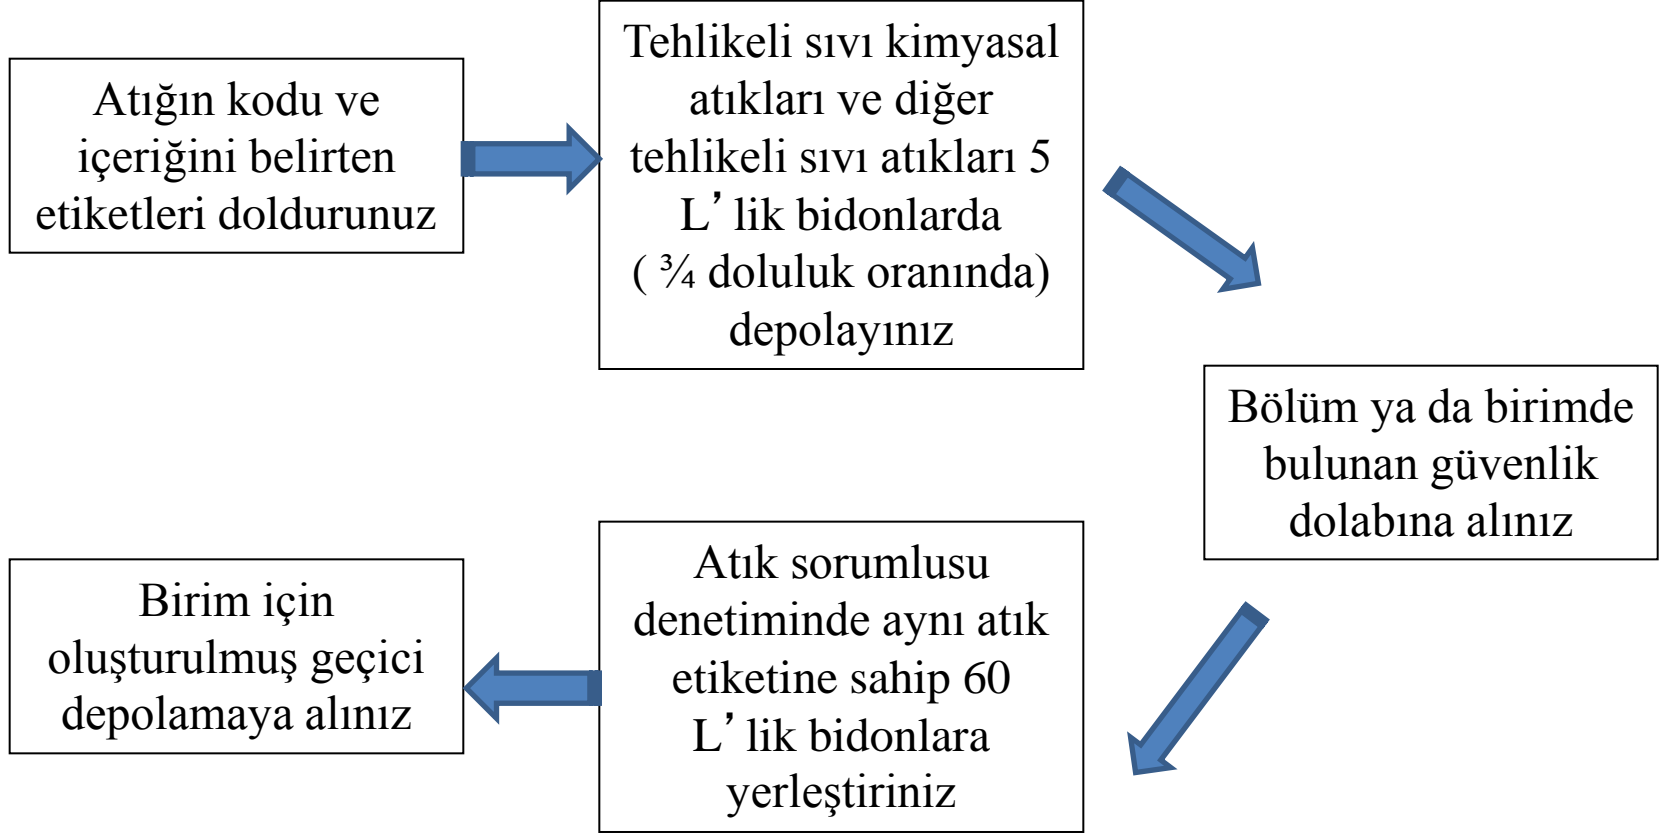 Atığın kodu ve
içeriğini belirten
etiketleri doldurunuz
Tehlikeli sıvı kimyasal
atıkları ve diğer
tehlikeli sıvı atıkları 5
L’ lik bidonlarda
( ¾ doluluk oranında)
depolayınız
Bölüm ya da birimde
bulunan güvenlik
dolabına alınız
Atık sorumlusu
denetiminde aynı atık
etiketine sahip 60
L’ lik bidonlara
yerleştiriniz
Birim için
oluşturulmuş geçici
depolamaya alınız